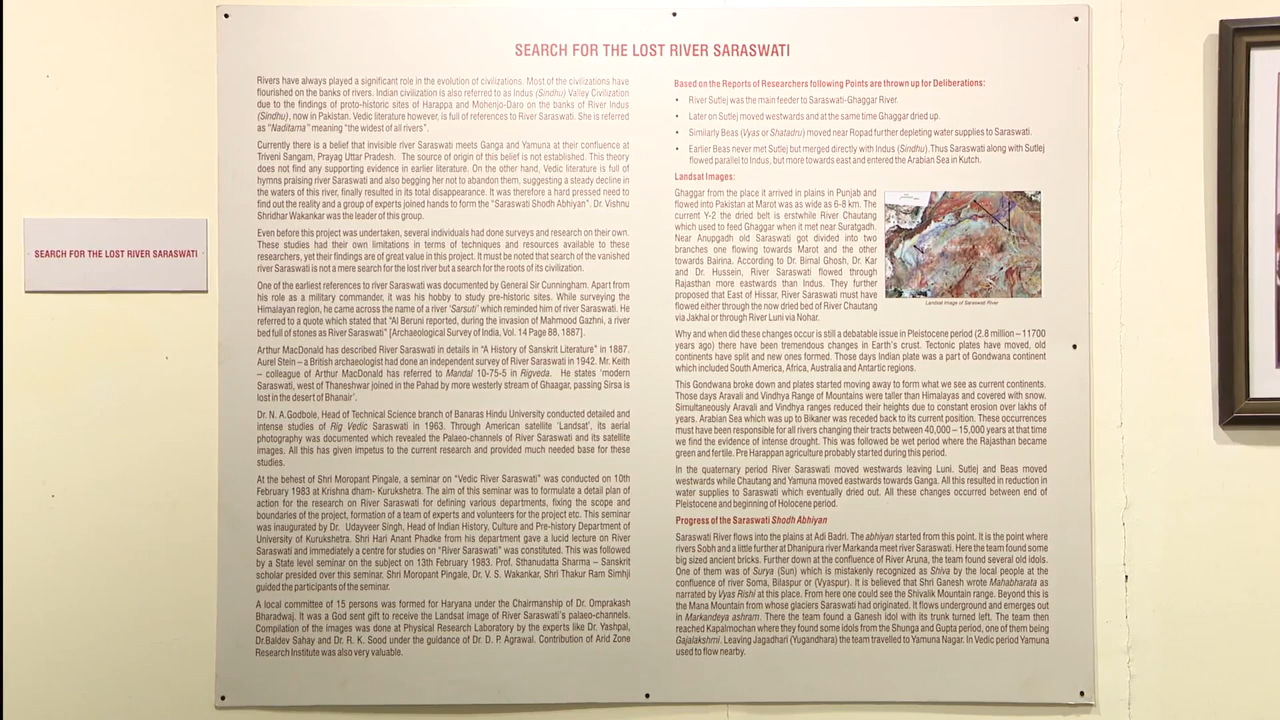 SEARCH FOR THE LOST RIVER SARASWATI
SEARCH FOR THE LOST RIVER SARASWATI
Rivers have always played a significant role in the evolution of civilizations. Most of the civilizations have
flourished on the banks of rivers. Indian civilization is also referred to as Indus (Sindhu) Valley Civilization
due to the findings of proto-historic sites of Harappa and Mohenjo-Daro on the banks of River Indus
(Sindhu), now in Pakistan. Vedic literature however, is full of references to River Saraswati. She is referred
as "Naditama" meaning "the widest of all rivers".
Currently there is a belief that invisible river Saraswati meets Ganga and Yamuna at their confluence at
Triveni Sangam, Prayag Uttar Pradesh. The source of origin of this belief is not established. This theory
does not find any supporting evidence in earlier literature. On the other hand, Vedic literature is full of
hymns praising river Saraswati and also begging her not to abandon them, suggesting a steady decline in
the waters of this river, finally resulted in its total disappearance. It was therefore a hard pressed need to
find out the reality and a group of experts joined hands to form the "Saraswati Shodh Abhiyan". Dr. Vishnu
Shridhar Wakankar was the leader of this group.
Even before this project was undertaken, several individuals had done surveys and research on their own.
These studies had their own limitations in terms of techniques and resources available to these
researchers, yet their findings are of great value in this project. It must be noted that search of the vanished
river Saraswati is not a mere search for the lost river but a search for the roots of its civilization.
One of the earliest references to river Saraswati was documented by General Sir Cunningham. Apart from
his role as a military commander, it was his hobby to study pre-historic sites. While surveying the
Himalayan region, he came across the name of a river 'Sarsuti' which reminded him of river Saraswati. He
referred to a quote which stated that "Al Beruni reported, during the invasion of Mahmood Gazhni, a river
bed full of stones as River Saraswati" [Archaeological Survey of India, Vol. 14 Page 88, 1887].
Arthur MacDonald has described River Saraswati in details in "A History of Sanskrit Literature" in 1887.
Aurel Stein – a British archaeologist had done an independent survey of River Saraswati in 1942. Mr. Keith
– colleague of Arthur MacDonald has referred to Mandal 10-75-5 in Rigveda. He states 'modern
Saraswati, west of Thaneshwar joined in the Pahad by more westerly stream of Ghaagar, passing Sirsa is
lost in the desert of Bhanair'.
Dr. N. A.Godbole, Head of Technical Science branch of Banaras Hindu University conducted detailed and
intense studies of Rig Vedic Saraswati in 1963. Through American satellite 'Landsat', its aerial
photography was documented which revealed the Palaeo-channels of River Saraswati and its satellite
images. All this has given impetus to the current research and provided much needed base for these
studies.
At the behest of Shri Moropant Pingale, a seminar on "Vedic River Saraswati" was conducted on 10th
February 1983 at Krishna dham- Kurukshetra. The aim of this seminar was to formulate a detail plan of
action for the research on River Saraswati for defining various departments, fixing the scope and
boundaries of the project, formation of a team of experts and volunteers for the project etc. This seminar
was inaugurated by Dr. Udayveer Singh, Head of Indian History, Culture and Pre-history Department of
University of Kurukshetra. Shri Hari Anant Phadke from his department gave a lucid lecture on River
Saraswati and immediately a centre for studies on "River Saraswati" was constituted. This was followed
by a State level seminar on the subject on 13th February 1983. Prof. Sthanudatta Sharma – Sanskrit
scholar presided over this seminar. Shri Moropant Pingale, Dr. V. S. Wakankar, Shri Thakur Ram Simhji
guided the participants of the seminar.
A local committee of 15 persons was formed for Haryana under the Chairmanship of Dr. Omprakash
Bharadwaj. It was a God sent gift to receive the Landsat Image of River Saraswati's palaeo-channels.
Compilation of the images was done at Physical Research Laboratory by the experts like Dr. Yashpal,
Dr.Baldev Sahay and Dr. R. K. Sood under the guidance of Dr. D. P. Agrawal. Contribution of Arid Zone
Research Institute was also very valuable.
Based on the Reports of Researchers following Points are thrown up for Deliberations:
• River Sutlej was the main feeder to Saraswati-Ghaggar River.
• Later on Sutlej moved westwards and at the same time Ghaggar dried up.
• Similarly Beas (Vyas or Shatadru) moved near Ropad further depleting water supplies to Saraswati.
• Earlier Beas never met Sutlej but merged directly with Indus (Sindhu).Thus Saraswati along with Sutlej
flowed parallel to Indus, but more towards east and entered the Arabian Sea in Kutch.
Landsat Images:
Ghaggar from the place it arrived in plains in Punjab and
flowed into Pakistan at Marot was as wide as 6-8 km. The
current Y-2 the dried belt is erstwhile River Chautang
which used to feed Ghaggar when it met near Suratgadh.
Near Anupgadh old Saraswati got divided into two
branches one flowing towards Marot and the other
towards Bairina. According to Dr. Bimal Ghosh, Dr. Kar
and Dr. Hussein, River Saraswati flowed through
Rajasthan more eastwards than Indus. They further
proposed that East of Hissar, River Saraswati must have
flowed either through the now dried bed of River Chautang
via Jakhal or through River Luni via Nohar.
Landsat Image of Saraswati River
Why and when did these changes occur is still a debatable issue in Pleistocene period (2.8 million – 11700
years ago) there have been tremendous changes in Earth's crust. Tectonic plates have moved, old
continents have split and new ones formed. Those days Indian plate was a part of Gondwana continent
which included South America, Africa, Australia and Antartic regions.
This Gondwana broke down and plates started moving away to form what we see as current continents.
Those days Aravali and Vindhya Range of Mountains were taller than Himalayas and covered with snow.
Simultaneously Aravali and Vindhya ranges reduced their heights due to constant erosion over lakhs of
years. Arabian Sea which was up to Bikaner was receded back to its current position. These occurrences
must have been responsible for all rivers changing their tracts between 40,000 – 15,000 years at that time
we find the evidence of intense drought. This was followed be wet period where the Rajasthan became
green and fertile. Pre Harappan agriculture probably started during this period.
In the quaternary period River Saraswati moved westwards leaving Luni. Sutlej and Beas moved
westwards while Chautang and Yamuna moved eastwards towards Ganga. All this resulted in reduction in
water supplies to Saraswati which eventually dried out. All these changes occurred between end of
Pleistocene and beginning of Holocene period.
Progress of the Saraswati Shodh Abhiyan
Saraswati River flows into the plains at Adi Badri. The abhiyan started from this point. It is the point where
rivers Sobh and a little further at Dhanipura river Markanda meet river Saraswati. Here the team found some
big sized ancient bricks. Further down at the confluence of River Aruna, the team found several old idols.
One of them was of Surya (Sun) which is mistakenly recognized as Shiva by the local people at the
confluence of river Soma, Bilaspur or (Vyaspur). It is believed that Shri Ganesh wrote Mahabharata as
narrated by Vyas Rishi at this place. From here one could see the Shivalik Mountain range. Beyond this is
the Mana Mountain from whose glaciers Saraswati had originated. It flows underground and emerges out
in Markandeya ashram. There the team found a Ganesh idol with its trunk turned left. The team then
reached Kapalmochan where they found some idols from the Shunga and Gupta period, one of them being
Gajalakshmi. Leaving Jagadhari (Yugandhara) the team travelled to Yamuna Nagar. In Vedic period Yamuna
used to flow nearby.